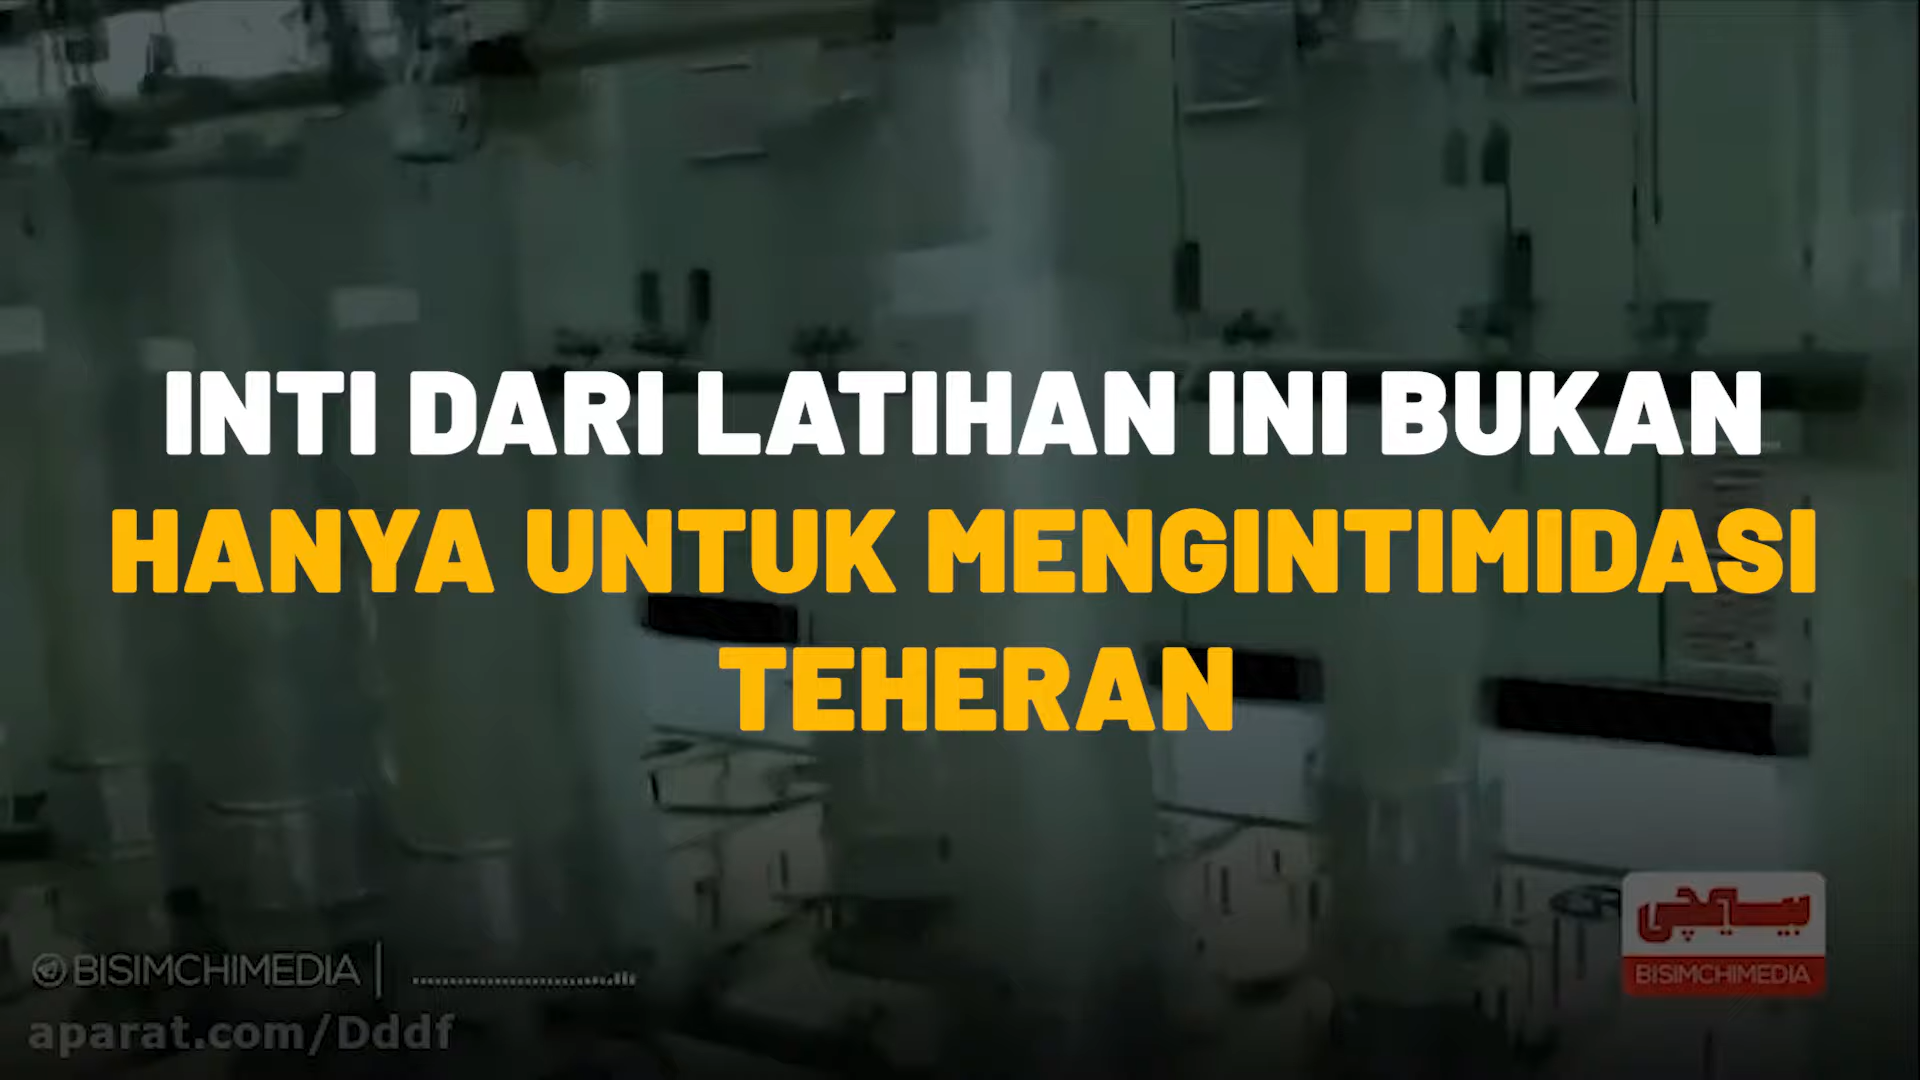 INTI DARI LATIHAN INI BUKAN
HANYA UNTUK MENGINTIMIDASI
TEHERAN
بیسیمچی
BISIMCHIMEDIA
@BISIMCHIMEDIA
aparat.com/Dddf